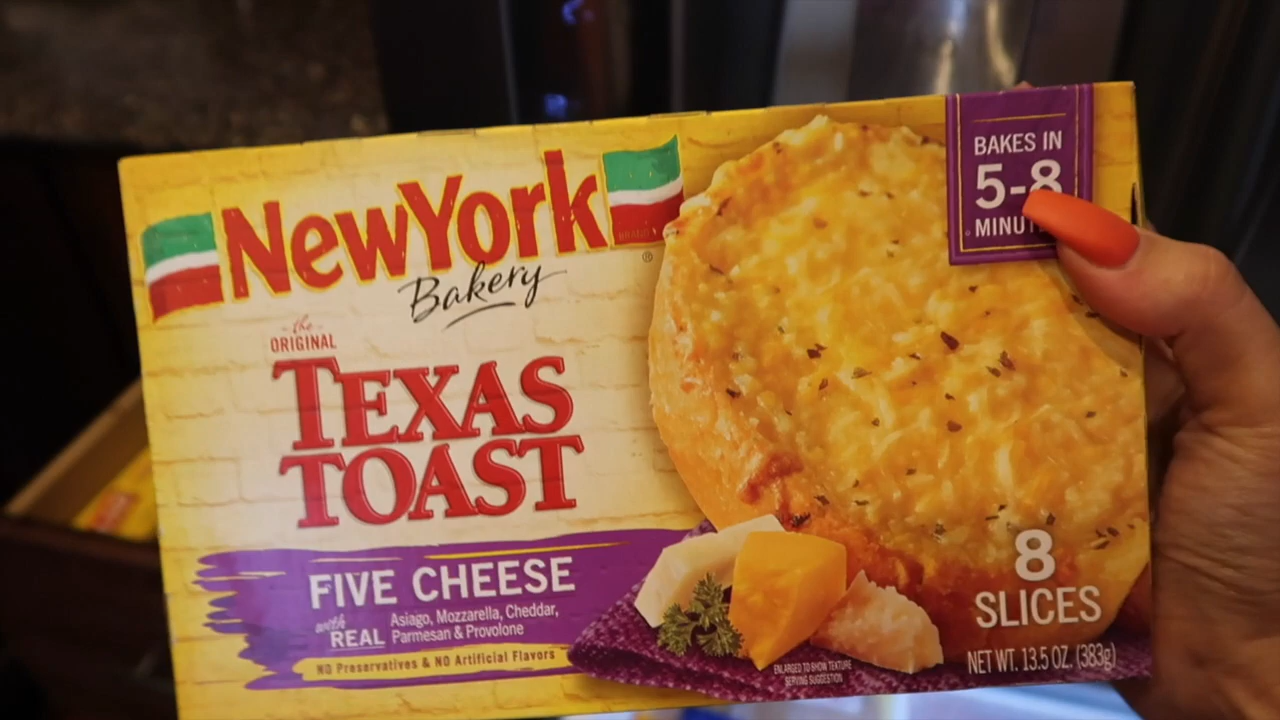 NewYork
BRAND
®
Bakery
the
ORIGINAL
TEXAS
TOAST
FIVE CHEESE
with
REAL
Asiago, Mozzarella, Cheddar,
Parmesan & Provolone
NO Preservatives & NO Artificial Flavors
BAKES IN
5-8
MINUT
8
SLICES
NET WT. 13.5 OZ. (383g)
ENLARGED TO SHOW TEXTURE
SERVING SUGGESTION